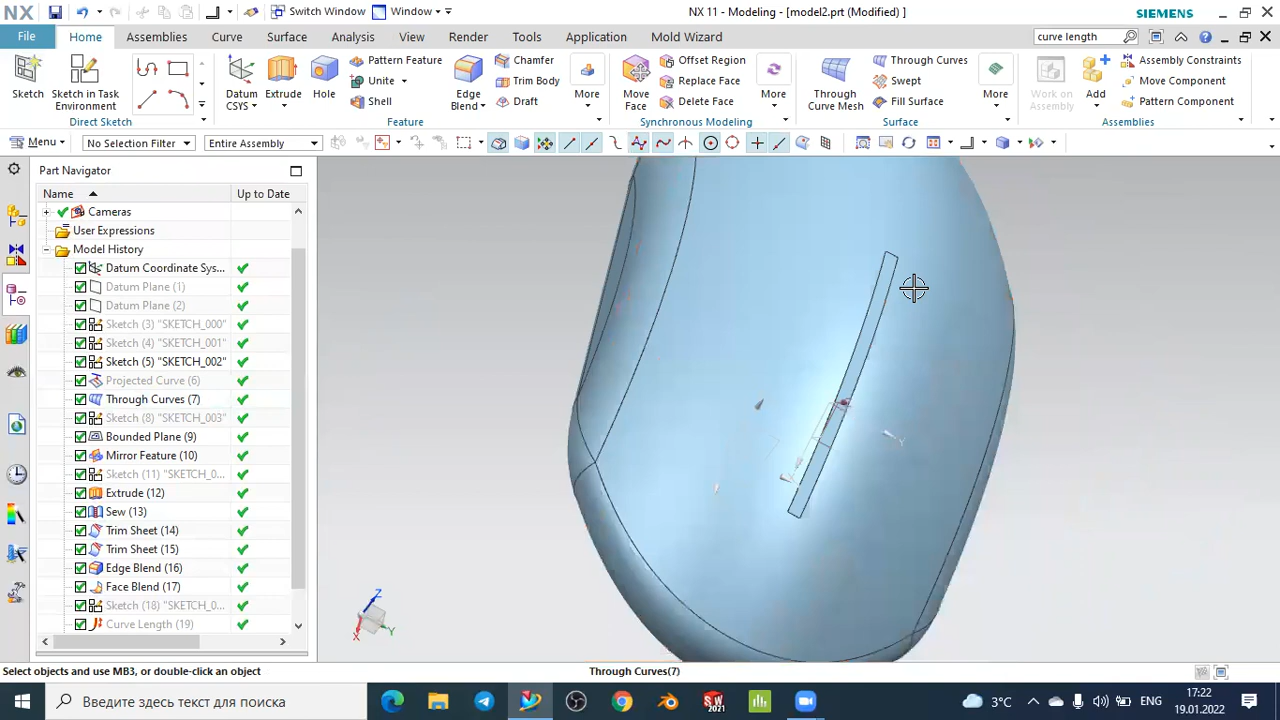 NX Switch Window Window NX 11 - Modeling - [model2.prt (Modified) ] SIEMENS
File Home Assemblies Curve Surface Analysis View Render Tools Application Mold Wizard curve length
Sketch Sketch in Task Environment Direct Sketch
Datum CSYS Extrude Hole Pattern Feature Unite Shell Edge Blend Chamfer Trim Body Draft More Feature
Move Face Offset Region Replace Face Delete Face More Synchronous Modeling
Through Curve Mesh Through Curves Swept Fill Surface More Surface
Work on Assembly Add Assembly Constraints Move Component Pattern Component Assemblies
Menu No Selection Filter Entire Assembly
Part Navigator
Name Up to Date
Cameras
User Expressions
Model History
Datum Coordinate Sys...
Datum Plane (1)
Datum Plane (2)
Sketch (3) "SKETCH_000"
Sketch (4) "SKETCH_001"
Sketch (5) "SKETCH_002"
Projected Curve (6)
Through Curves (7)
Sketch (8) "SKETCH_003"
Bounded Plane (9)
Mirror Feature (10)
Sketch (11) "SKETCH_0...
Extrude (12)
Sew (13)
Trim Sheet (14)
Trim Sheet (15)
Edge Blend (16)
Face Blend (17)
Sketch (18) "SKETCH_0...
Curve Length (19)
Y
Z
X
Y
Select objects and use MB3, or double-click an object Through Curves(7)
Введите здесь текст для поиска
SW 2021
3°C ENG 17:22
19.01.2022